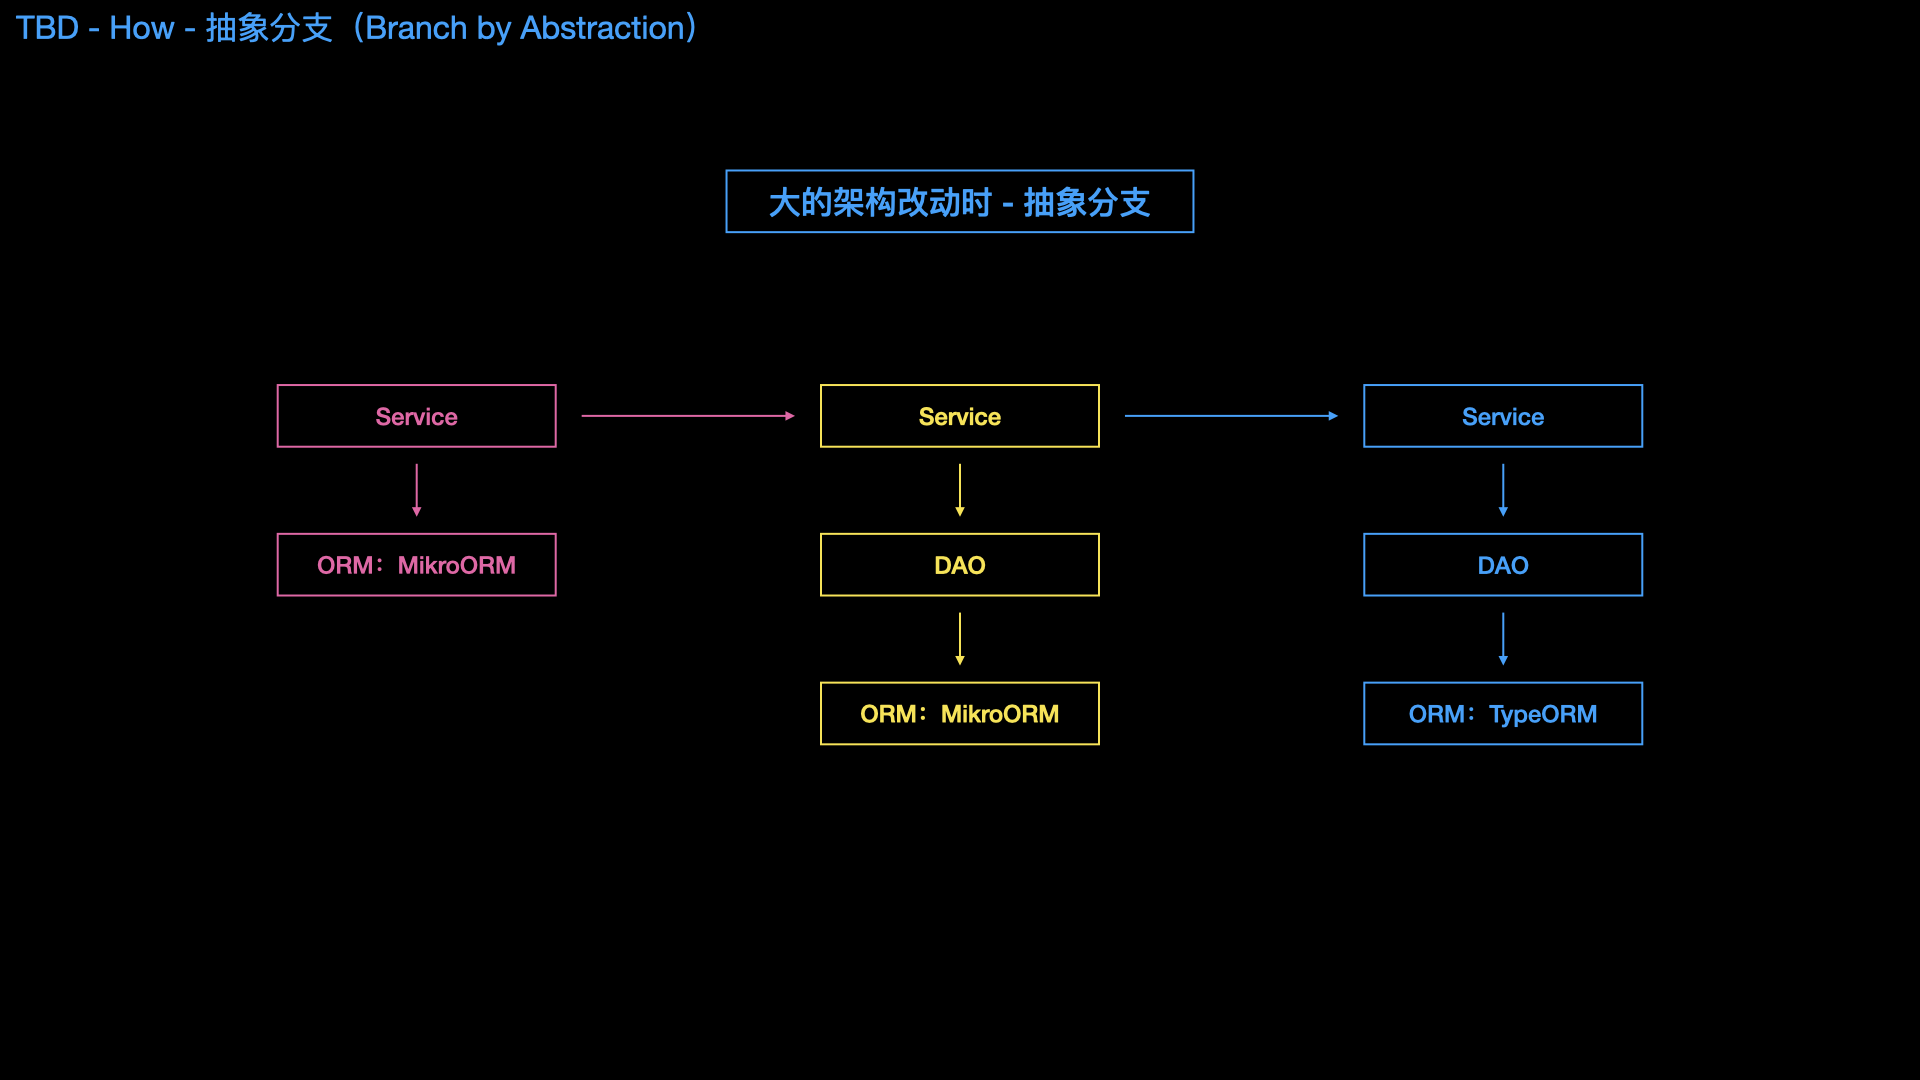 TBD - How - 抽象分支（Branch by Abstraction）
大的架构改动时 - 抽象分支
Service
Service
Service
ORM：MikroORM
DAO
DAO
ORM：MikroORM
ORM：TypeORM